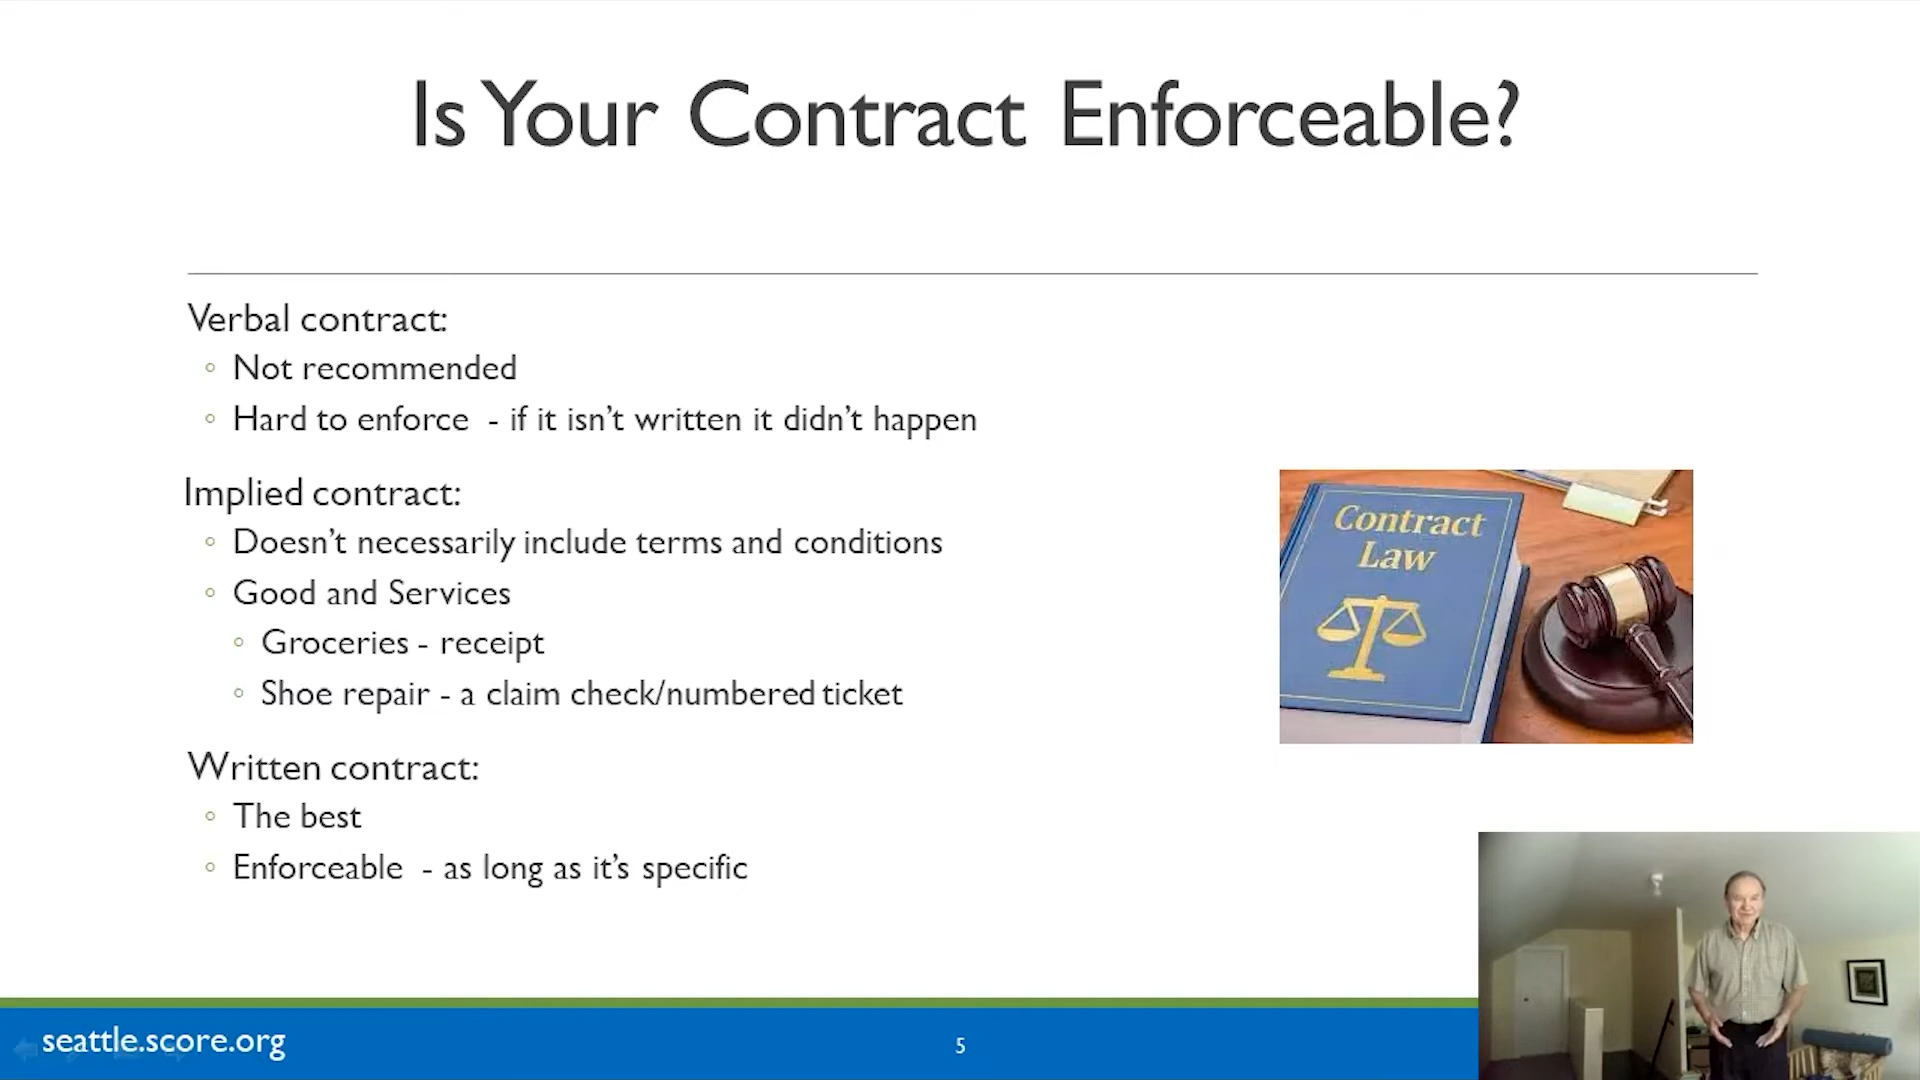 Is Your Contract Enforceable?
Verbal contract:
◦ Not recommended
◦ Hard to enforce - if it isn't written it didn't happen
Implied contract:
◦ Doesn't necessarily include terms and conditions
◦ Good and Services
◦ Groceries - receipt
◦ Shoe repair - a claim check/numbered ticket
Contract
Law
Written contract:
◦ The best
◦ Enforceable - as long as it's specific
seattle.score.org
5